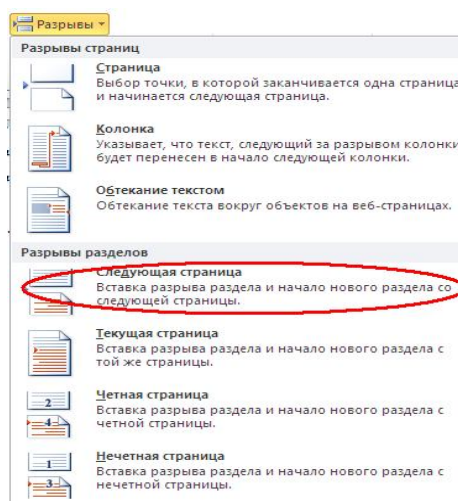 Разрывы
Разрывы страниц
Страница
Выбор точки, в которой заканчивается одна страница
и начинается следующая страница.
Колонка
Указывает, что текст, следующий за разрывом колонки
будет перенесен в начало следующей колонки.
Обтекание текстом
Обтекание текста вокруг объектов на веб-страницах.
Разрывы разделов
Следующая страница
Вставка разрыва раздела и начало нового раздела со
следующей страницы.
Текущая страница
Вставка разрыва раздела и начало нового раздела с
той же страницы.
2
4
Четная страница
Вставка разрыва раздела и начало нового раздела с
четной страницы.
1
3
Нечетная страница
Вставка разрыва раздела и начало нового раздела с
нечетной страницы.